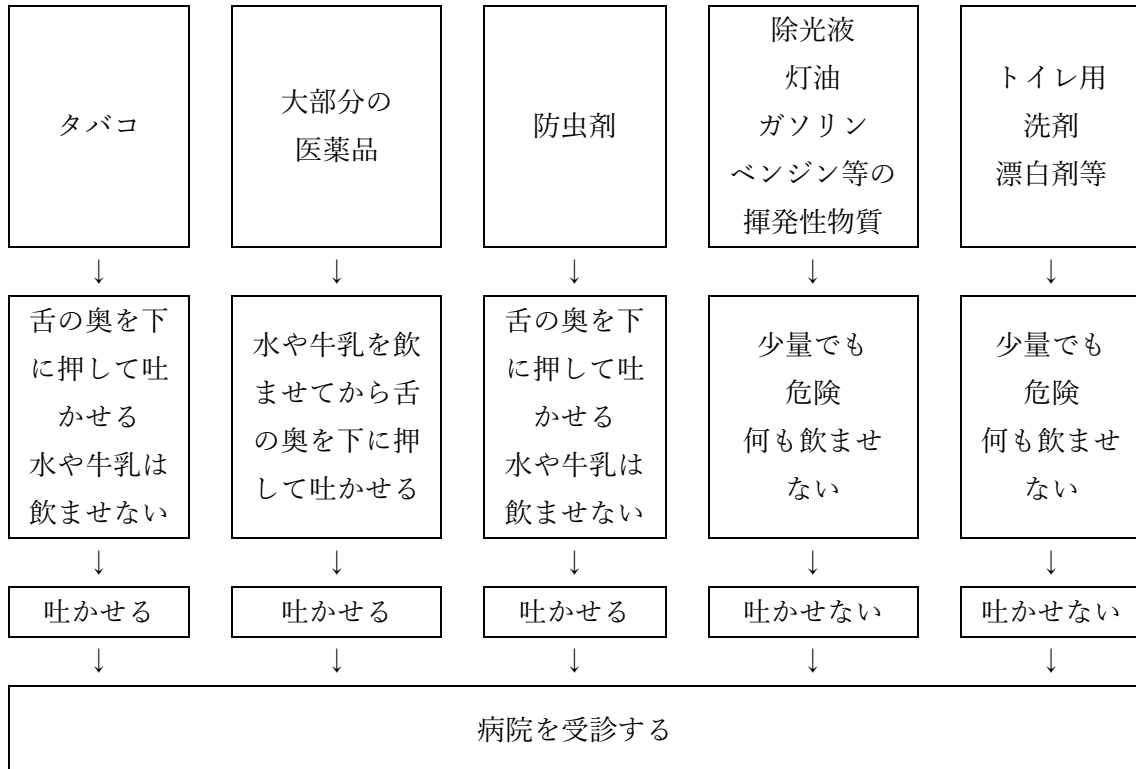 タバコ
大部分の
医薬品
防虫剤
除光液
灯油
ガソリン
ベンジン等の
揮発性物質
トイレ用
洗剤
漂白剤等
↓
↓
↓
↓
↓
舌の奥を下
に押して吐
かせる
水や牛乳は
飲ませない
水や牛乳を飲
ませてから舌
の奥を下に押
して吐かせる
舌の奥を下
に押して吐
かせる
水や牛乳は
飲ませない
少量でも
危険
何も飲ませ
ない
少量でも
危険
何も飲ませ
ない
↓
↓
↓
↓
↓
吐かせる
吐かせる
吐かせる
吐かせない
吐かせない
↓
↓
↓
↓
↓
病院を受診する